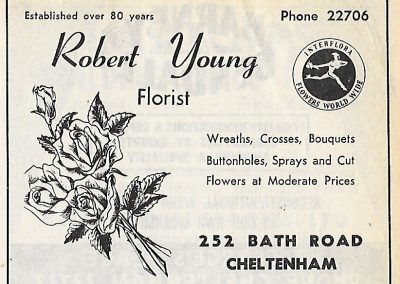 Established over 80 years
Phone 22706
Robert Young
Florist
INTERFLORA
FLOWERS WORLD WIDE
Wreaths, Crosses, Bouquets
Buttonholes, Sprays and Cut
Flowers at Moderate Prices
252 BATH ROAD
CHELTENHAM